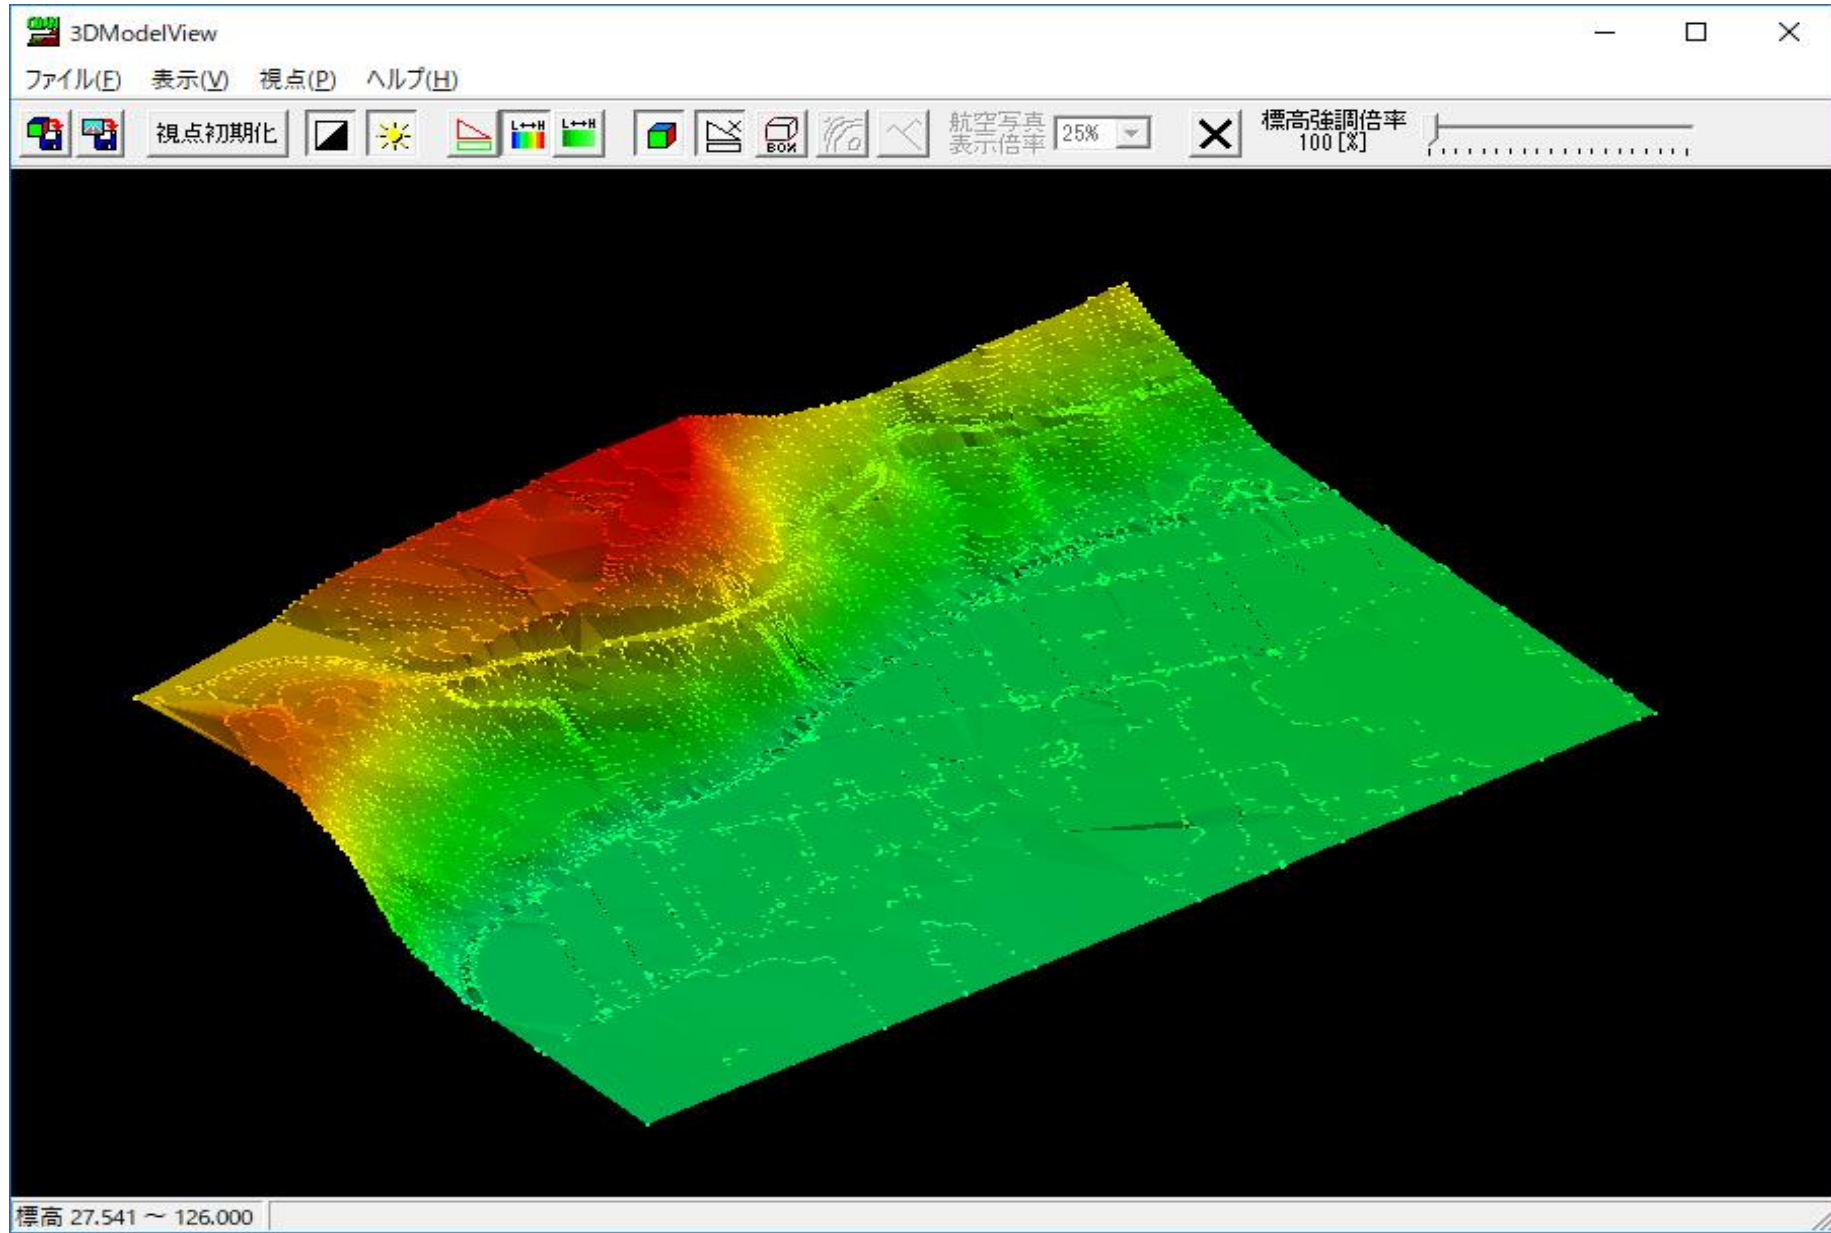 3DModelView
ファイル(F) 表示(V) 視点(P) ヘルプ(H)
視点初期化 L↔H L↔H BOX 航空写真 25% 標高強調倍率
表示倍率 100[%]
標高 27.541 ～ 126.000